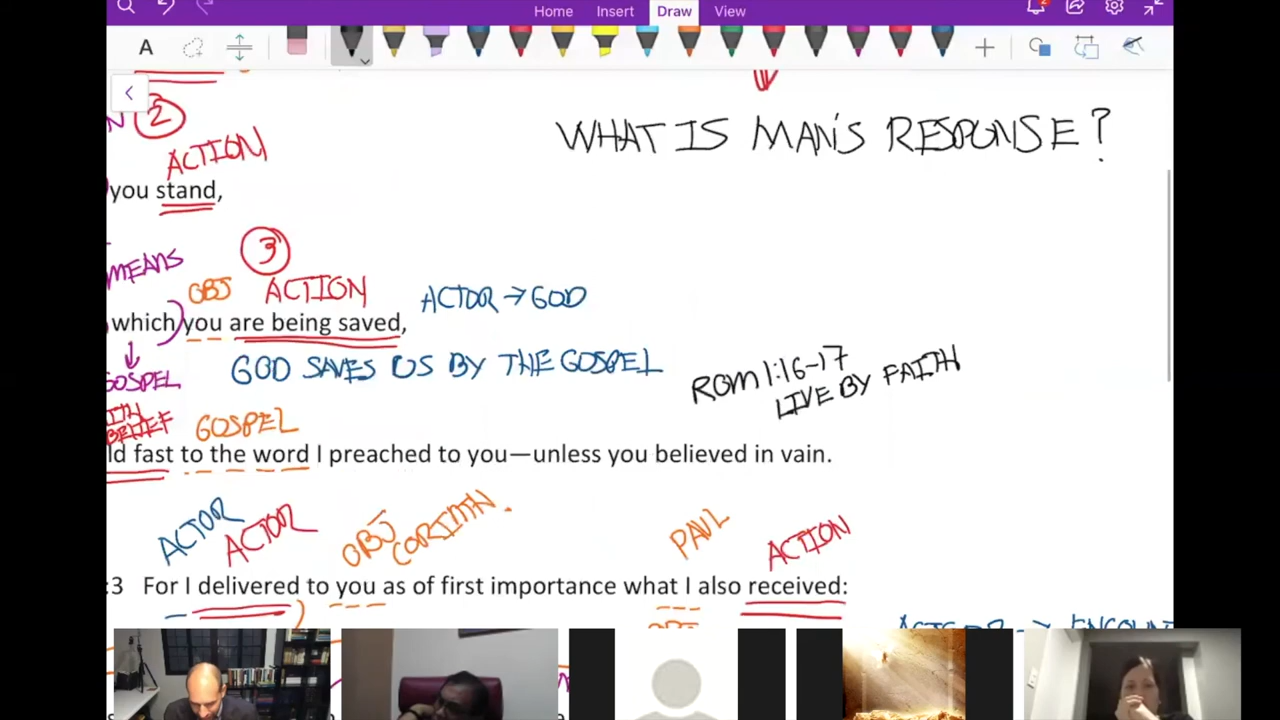 Home Insert Draw View
A
2
ACTION
WHAT IS MAN'S RESPONSE?
you stand,
3
MEANS
OBJ ACTION
ACTOR → GOD
which you are being saved,
GOSPEL
GOD SAVES US BY THE GOSPEL
ROM 1:16-17
LIVE BY FAITH
BELIEF
GOSPEL
ld fast to the word I preached to you—unless you believed in vain.
ACTOR
ACTOR
OBJ
CORINTH.
PAUL
ACTION
:3 For I delivered to you as of first importance what I also received: